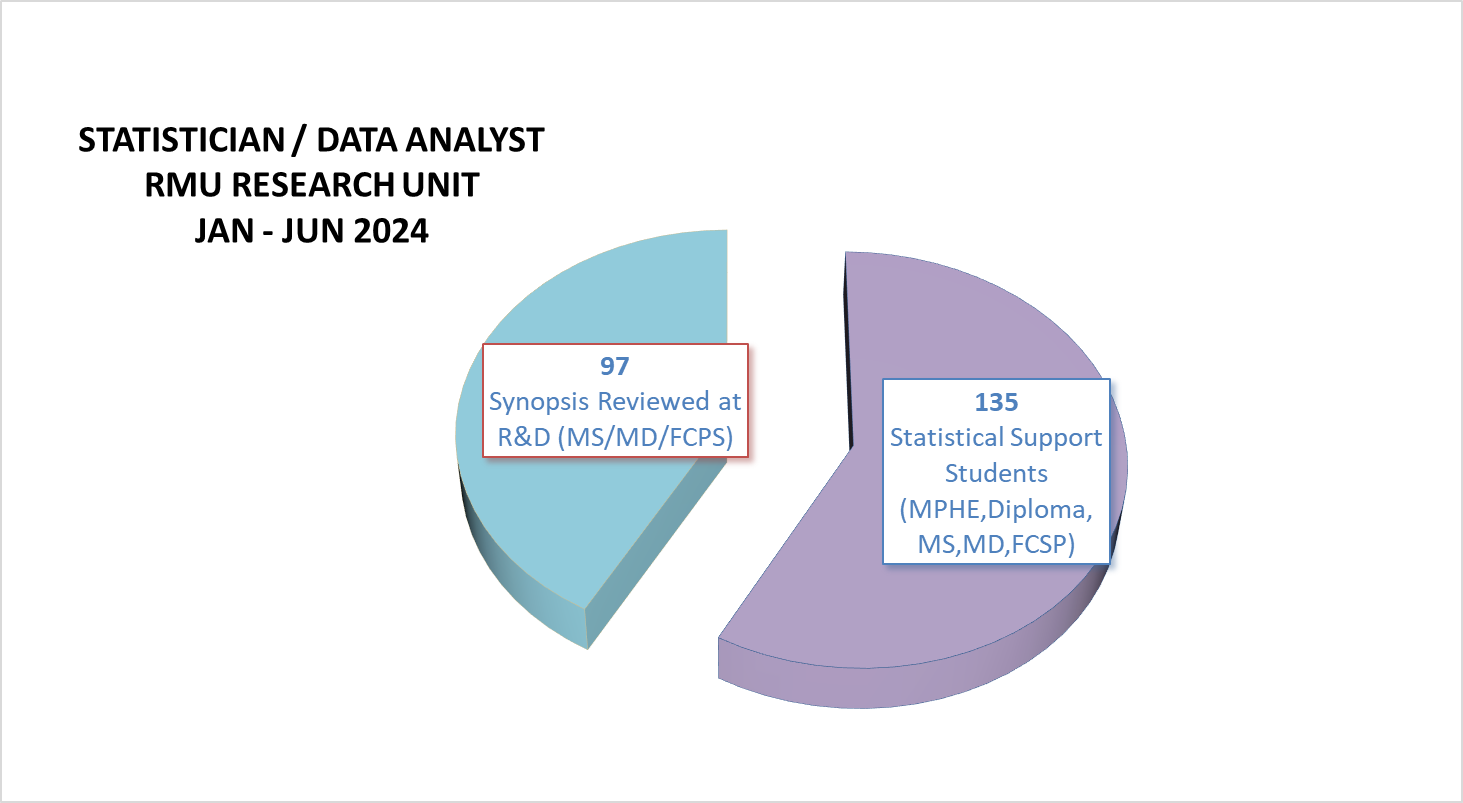 STATISTICIAN / DATA ANALYST
RMU RESEARCH UNIT
JAN - JUN 2024
97
Synopsis Reviewed at
R&D (MS/MD/FCPS)
135
Statistical Support
Students
(MPHE,Diploma,
MS,MD,FCSP)